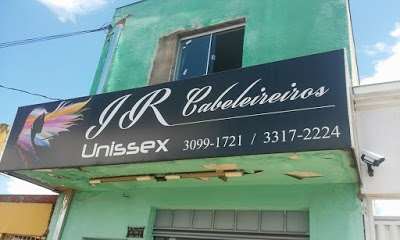 JR Cabeleireiros
Unissex 3099-1721 / 3317-2224